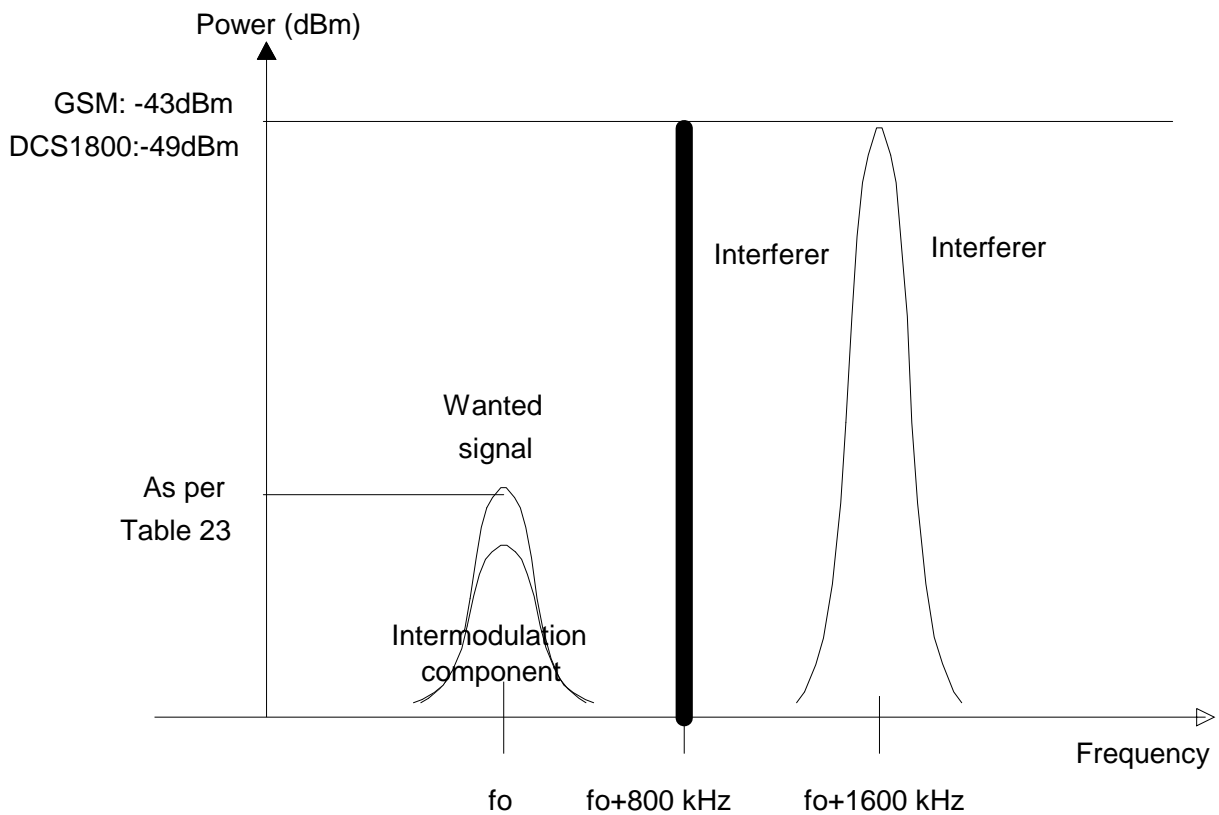 Power (dBm)
GSM: -43dBm
DCS1800:-49dBm
Interferer
Interferer
Wanted
signal
As per
Table 23
Intermodulation
component
Frequency
fo
fo+800 kHz
fo+1600 kHz